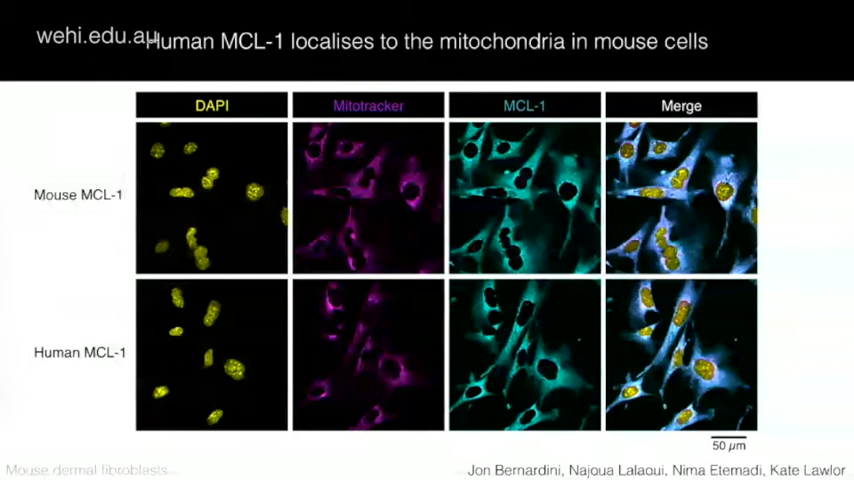 wehi.edu.au
Human MCL-1 localises to the mitochondria in mouse cells
DAPI
Mitotracker
MCL-1
Merge
Mouse MCL-1
Human MCL-1
50 µm
Mouse dermal fibroblasts
Jon Bernardini, Najoua Lalaoui, Nima Etemadi, Kate Lawlor